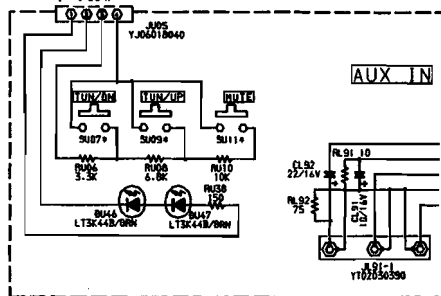 JU05
YJ06018040
AUX IN
TUN/DN
TUN/UP
MUTE
SU07*
SU09*
SU11*
RU06
3.3K
RU08
6.8K
RU10
10K
RU38
150
BU46
LT3K44B/BRN
BU47
LT3K44B/BRN
RL91 10
CL92
22/16V
RL92
75
CL91
10/16V
JL91-1
YT02030390